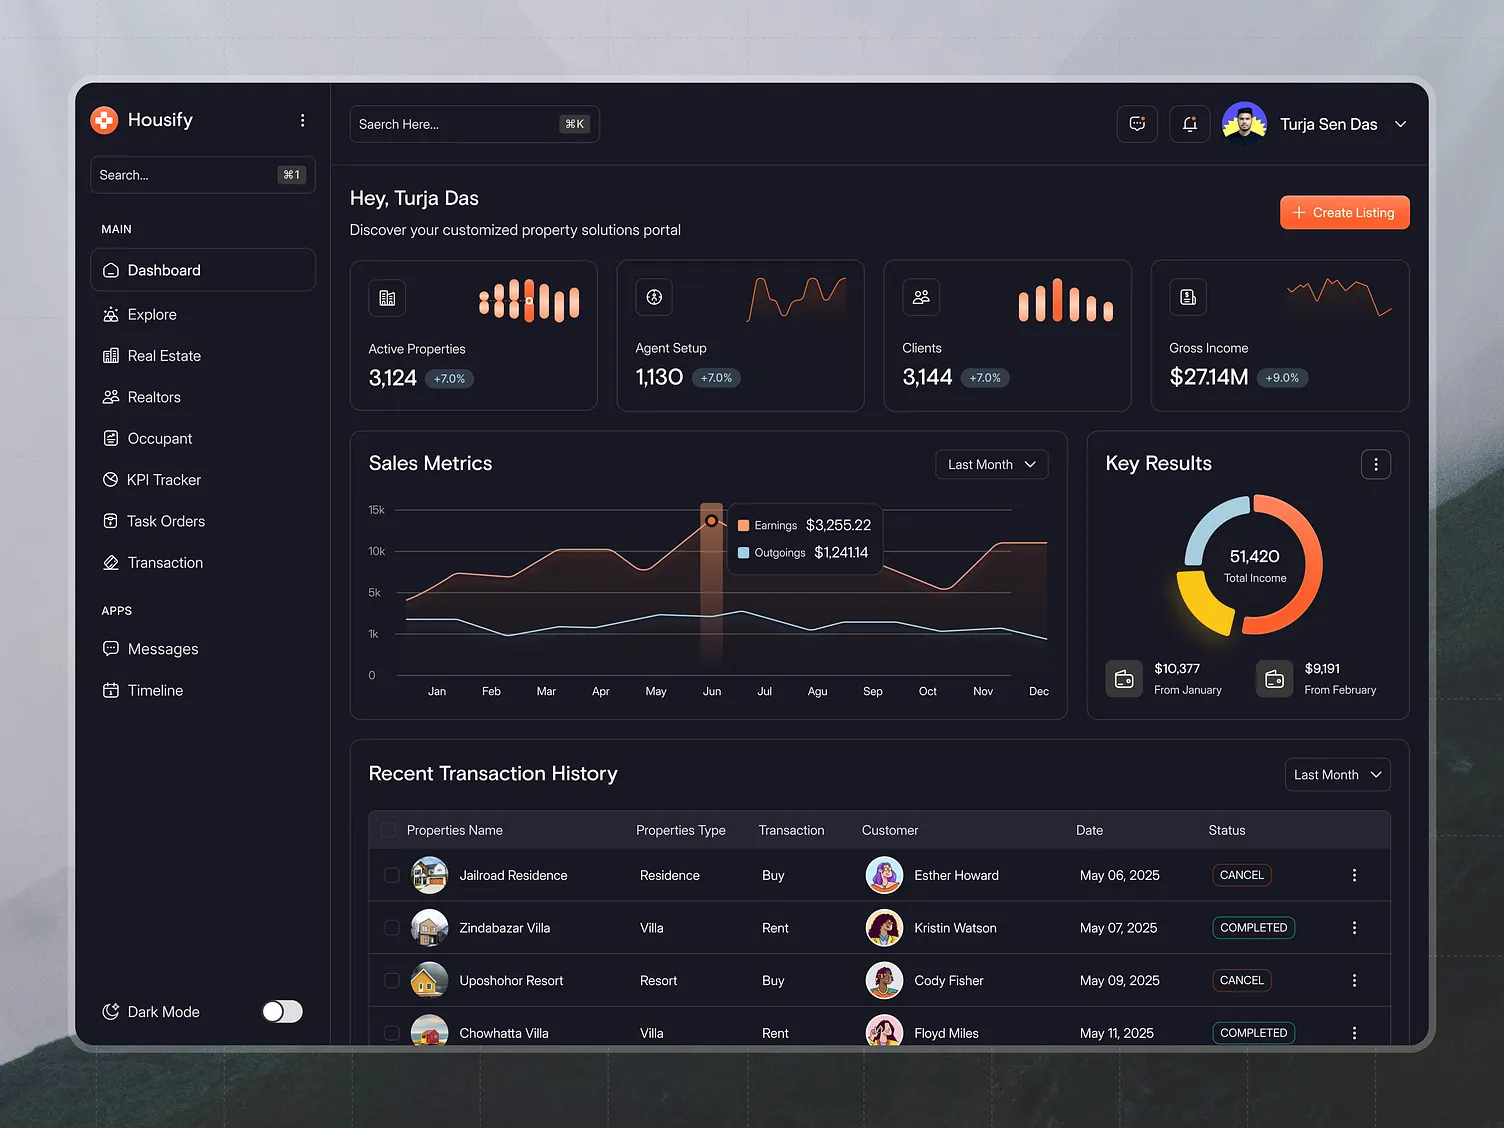 Housify
Search...
⌘1
MAIN
Dashboard
Explore
Real Estate
Realtors
Occupant
KPI Tracker
Task Orders
Transaction
APPS
Messages
Timeline
Dark Mode
Saerch Here...
⌘K
Turja Sen Das
Hey, Turja Das
Discover your customized property solutions portal
+ Create Listing
Active Properties
3,124 +7.0%
Agent Setup
1,130 +7.0%
Clients
3,144 +7.0%
Gross Income
$27.14M +9.0%
Sales Metrics
Last Month
15k
10k
5k
1k
0
Earnings $3,255.22
Outgoings $1,241.14
Jan Feb Mar Apr May Jun Jul Agu Sep Oct Nov Dec
Key Results
51,420
Total Income
$10,377
From January
$9,191
From February
Recent Transaction History
Last Month
Properties Name Properties Type Transaction Customer Date Status
Jailroad Residence Residence Buy Esther Howard May 06, 2025 CANCEL
Zindabazar Villa Villa Rent Kristin Watson May 07, 2025 COMPLETED
Uposhohor Resort Resort Buy Cody Fisher May 09, 2025 CANCEL
Chowhatta Villa Villa Rent Floyd Miles May 11, 2025 COMPLETED